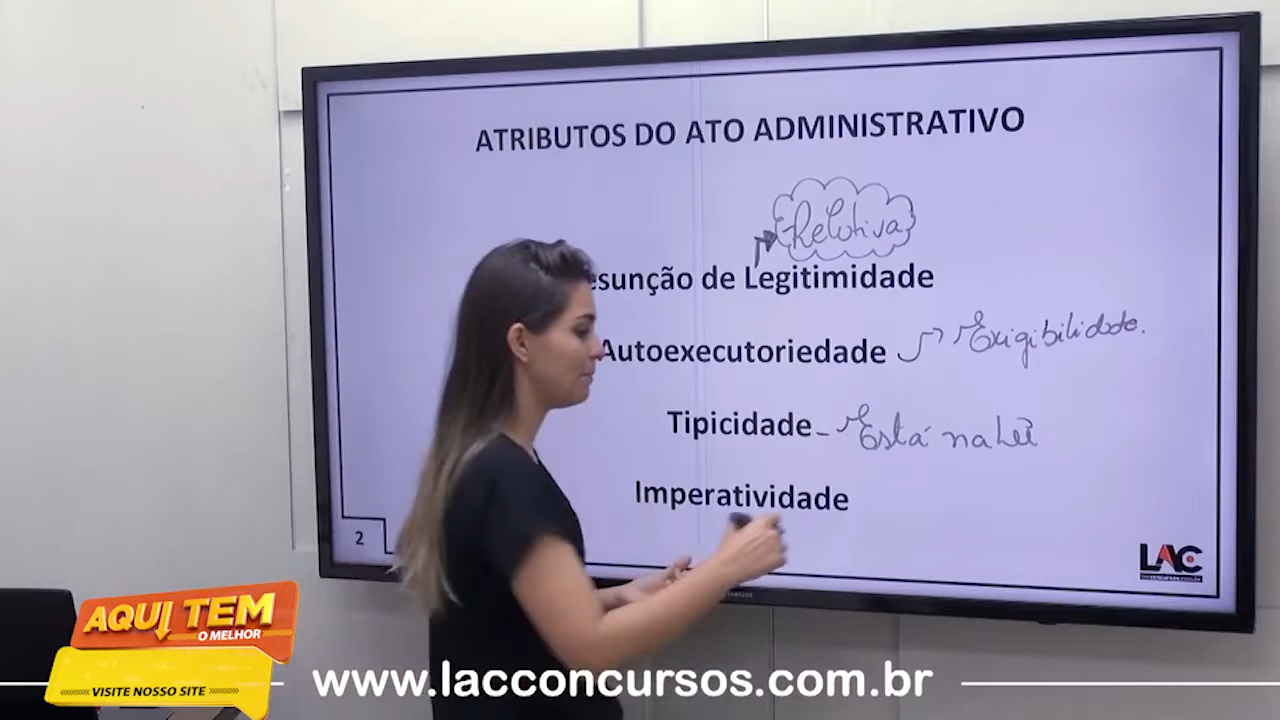 ATRIBUTOS DO ATO ADMINISTRATIVO
Relativa
esunção de Legitimidade
Autoexecutoriedade Exigibilidade.
Tipicidade - Está na Lei
Imperatividade
2
LAC
AQUI TEM
O MELHOR
VISITE NOSSO SITE
www.lacconcursos.com.br